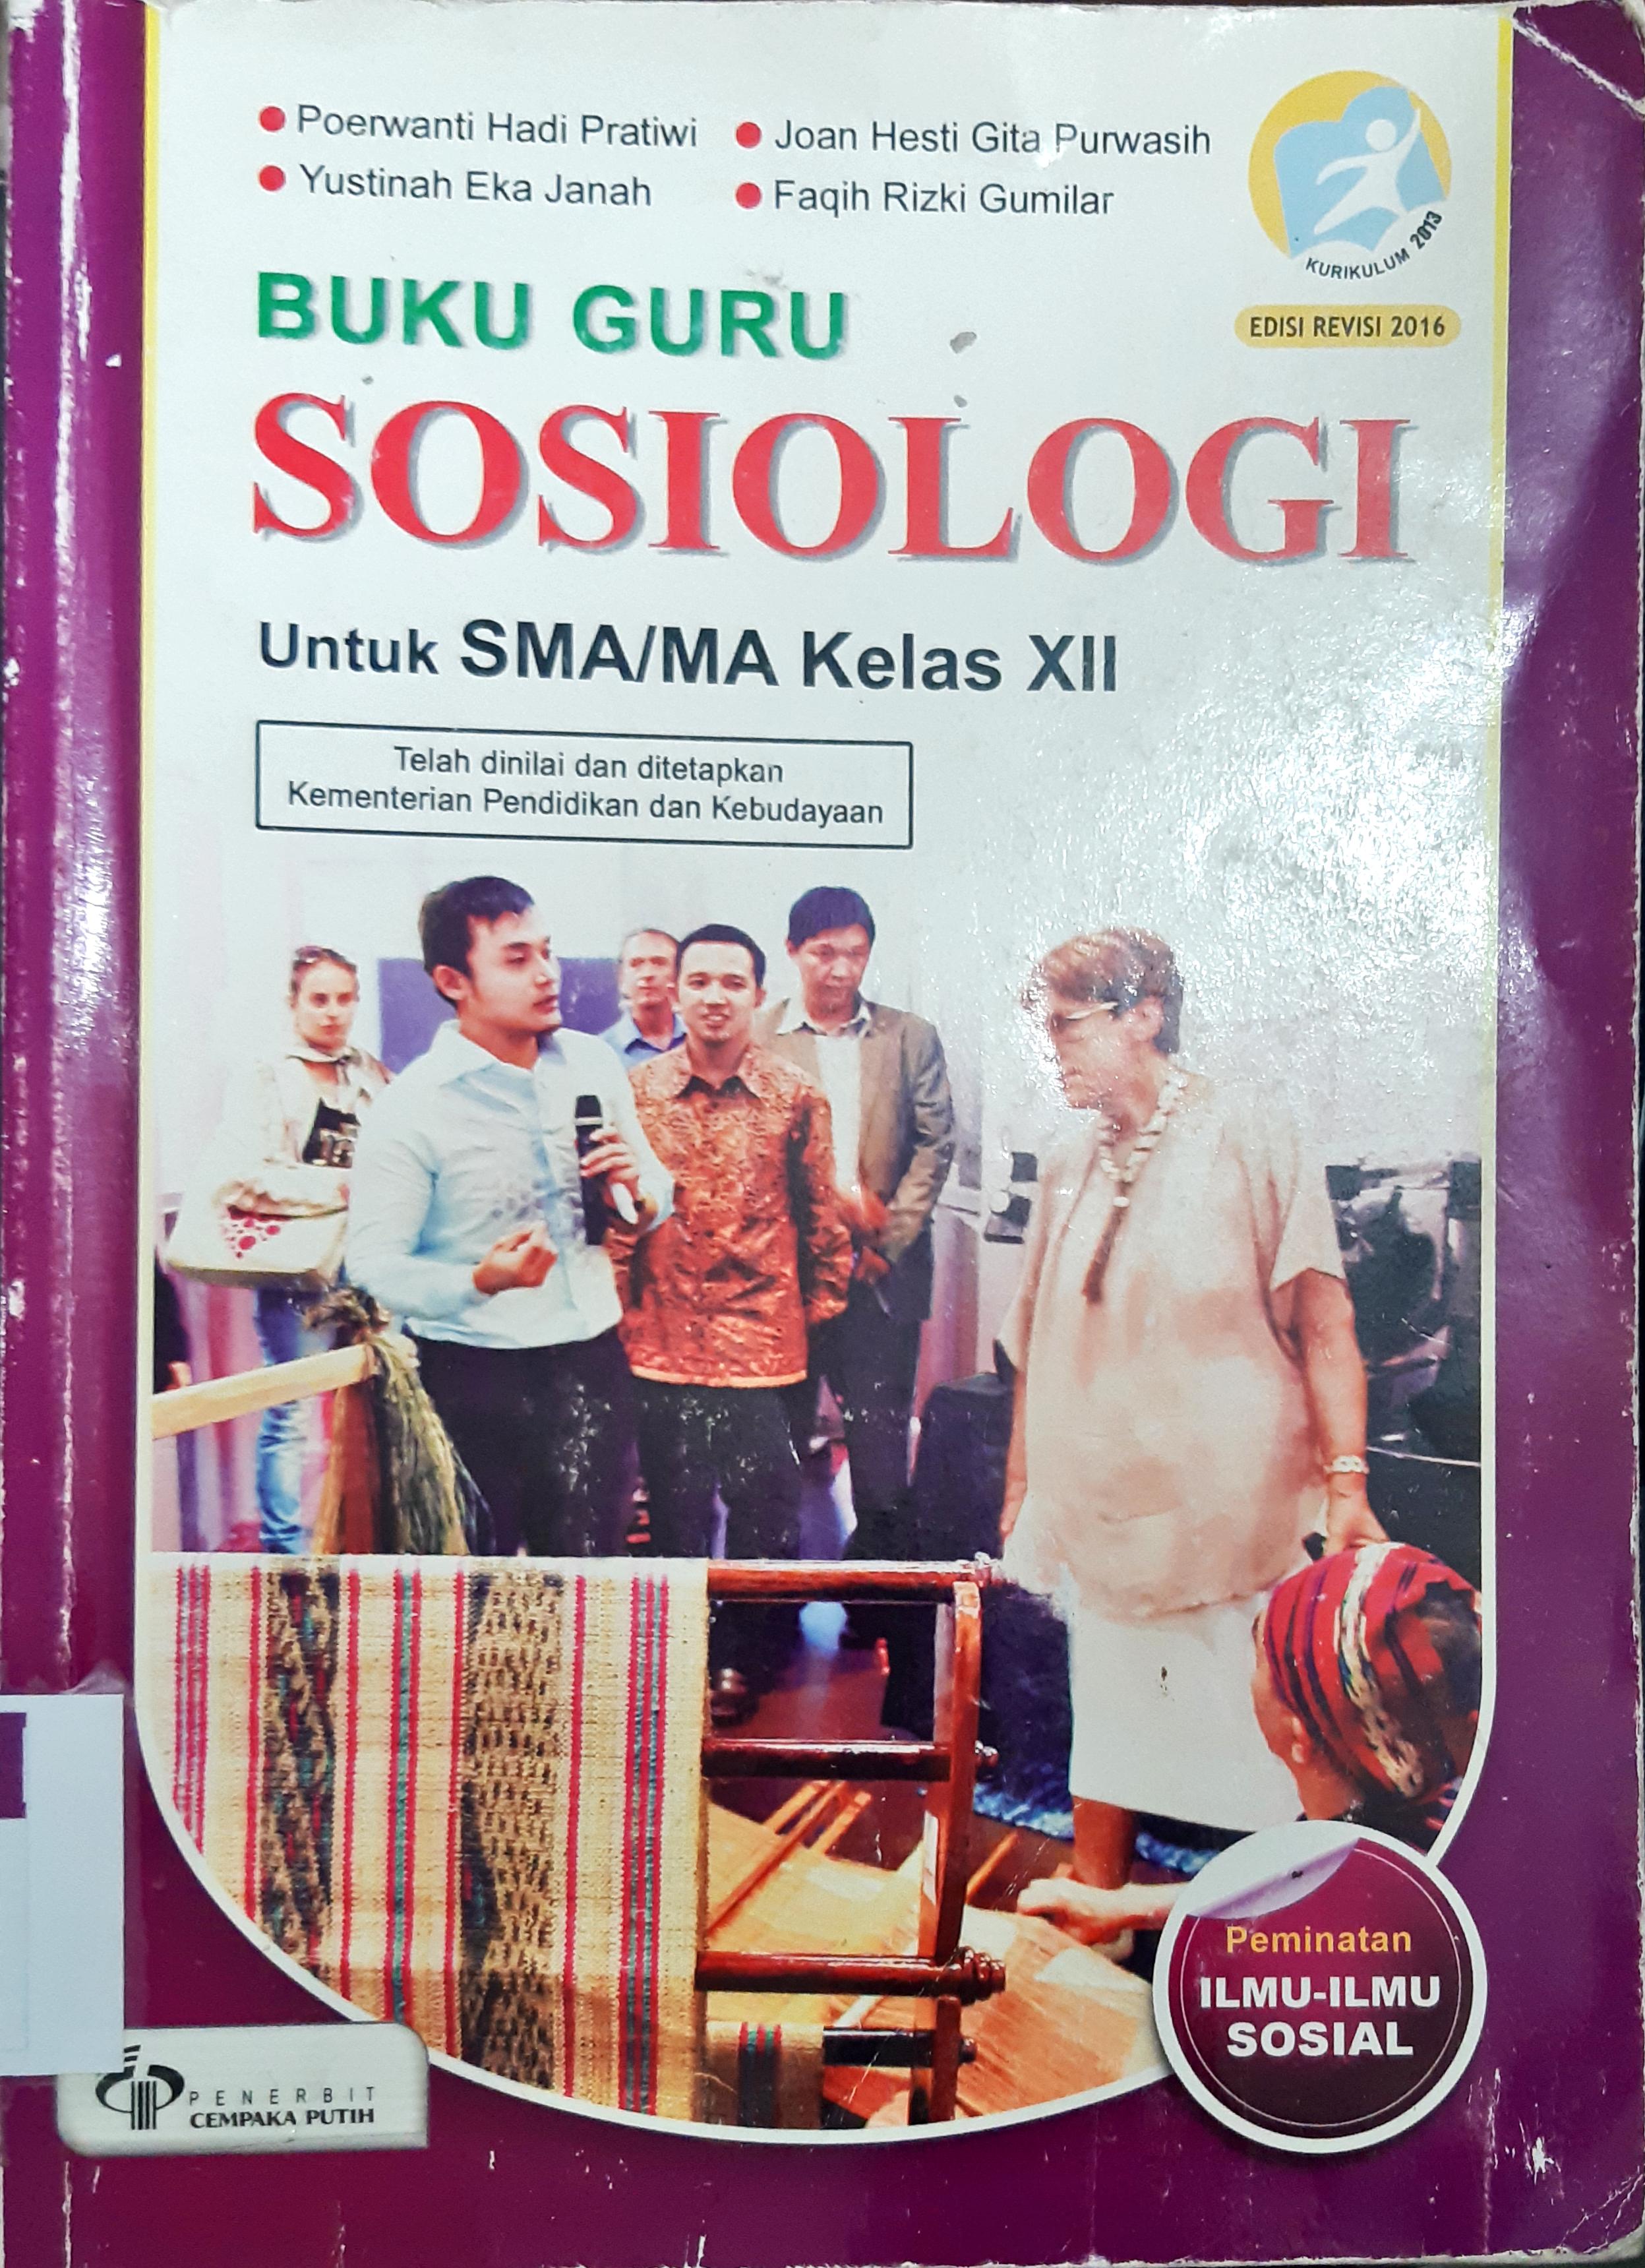 Poerwanti Hadi Pratiwi
Joan Hesti Gita Purwasih
Yustinah Eka Janah
Faqih Rizki Gumilar
KURIKULUM 2013
EDISI REVISI 2016
BUKU GURU
SOSIOLOGI
Untuk SMA/MA Kelas XII
Telah dinilai dan ditetapkan
Kementerian Pendidikan dan Kebudayaan
Peminatan
ILMU-ILMU
SOSIAL
PENERBIT
CEMPAKA PUTIH